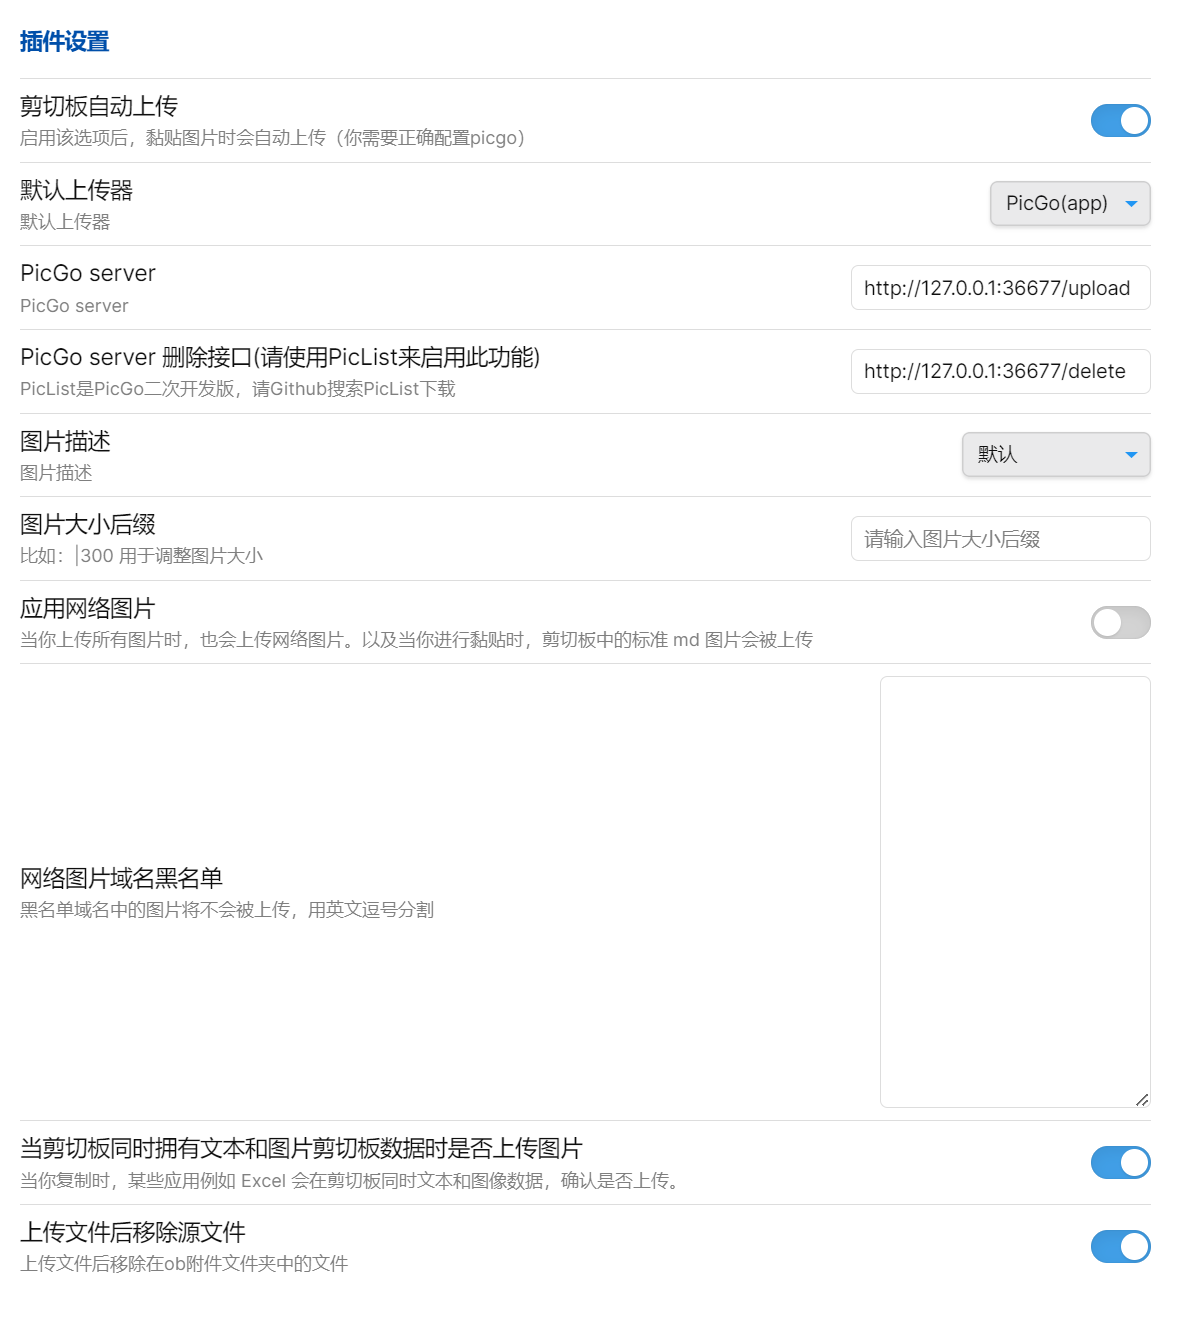 插件设置
剪切板自动上传
启用该选项后，黏贴图片时会自动上传（你需要正确配置picgo）
默认上传器
默认上传器
PicGo(app)
PicGo server
PicGo server
http://127.0.0.1:36677/upload
PicGo server 删除接口(请使用PicList来启用此功能)
PicList是PicGo二次开发版，请Github搜索PicList下载
http://127.0.0.1:36677/delete
图片描述
图片描述
默认
图片大小后缀
比如：|300 用于调整图片大小
请输入图片大小后缀
应用网络图片
当你上传所有图片时，也会上传网络图片。以及当你进行黏贴时，剪切板中的标准 md 图片会被上传
网络图片域名黑名单
黑名单域名中的图片将不会被上传，用英文逗号分割
当剪切板同时拥有文本和图片剪切板数据时是否上传图片
当你复制时，某些应用例如 Excel 会在剪切板同时文本和图像数据，确认是否上传。
上传文件后移除源文件
上传文件后移除在ob附件文件夹中的文件